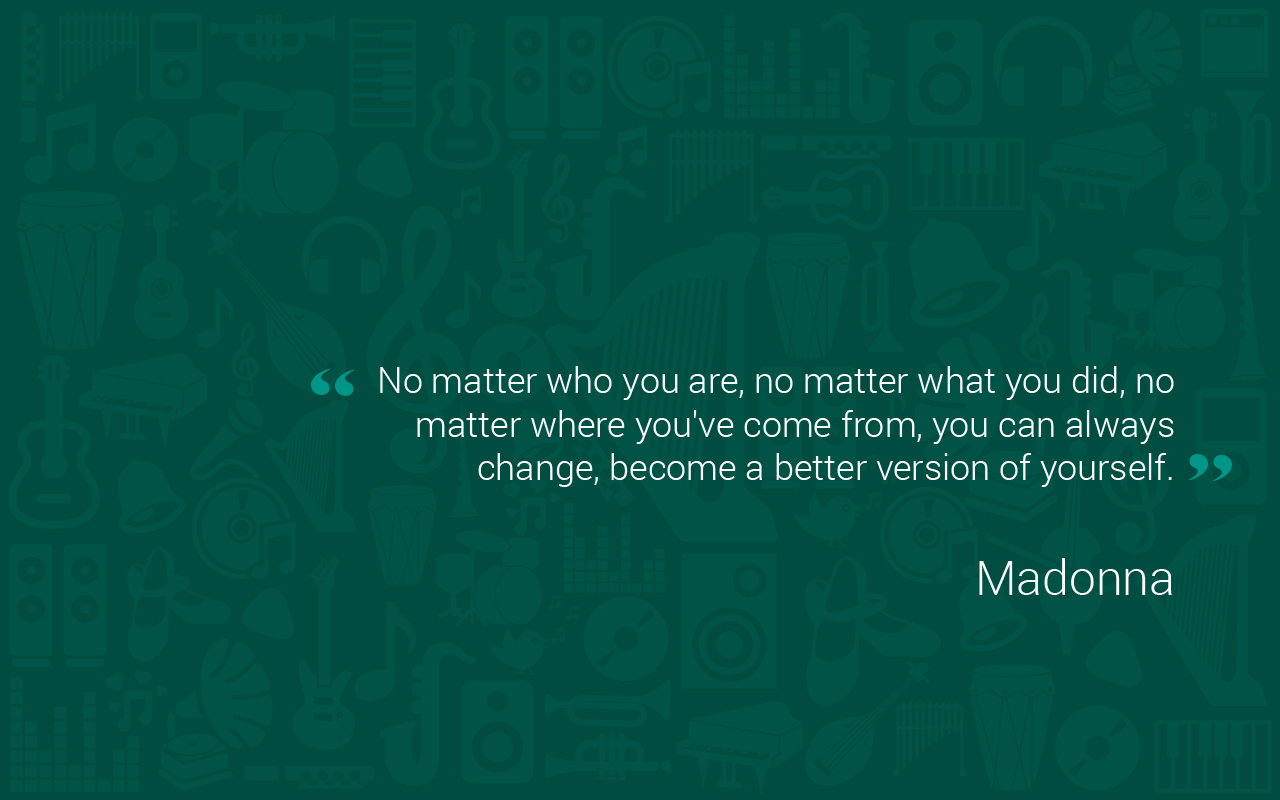 “ No matter who you are, no matter what you did, no
matter where you've come from, you can always
change, become a better version of yourself. ”
Madonna